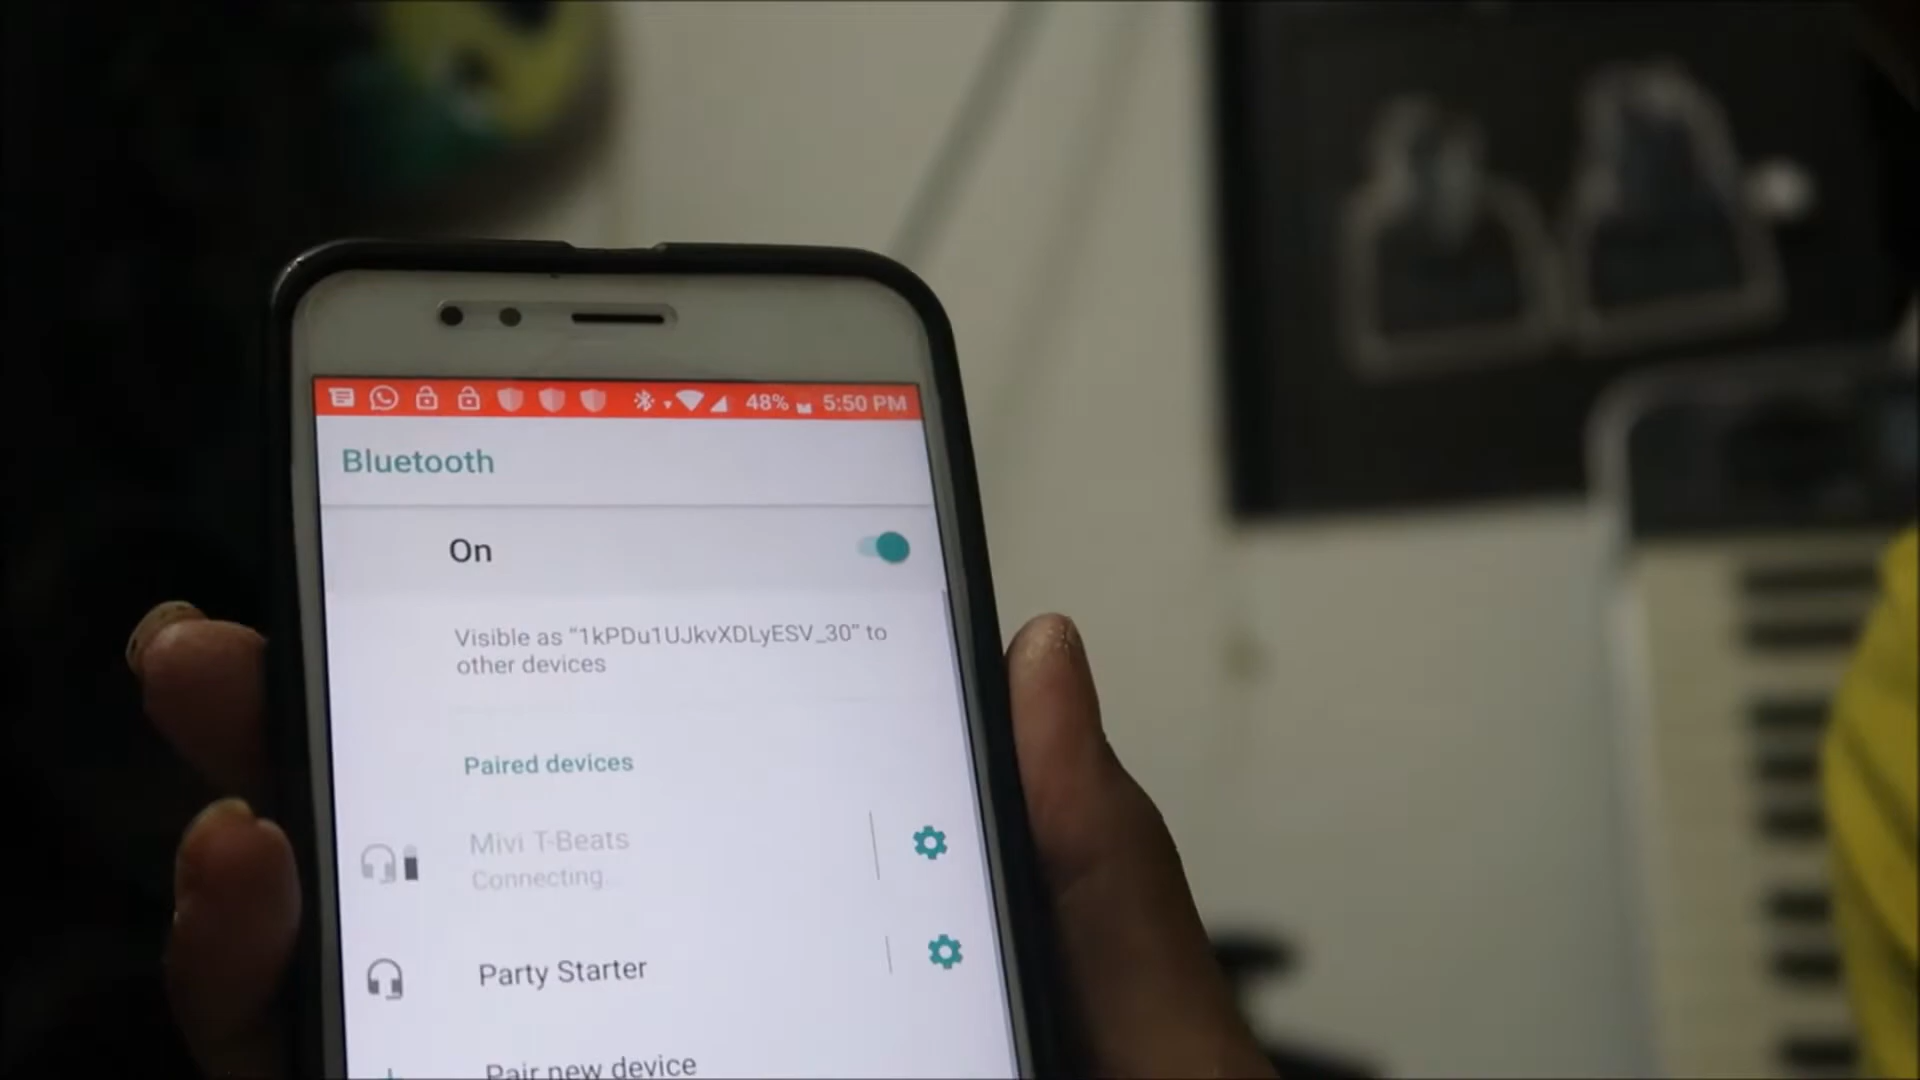 48% 5:50 PM
Bluetooth
On
Visible as "1kPDu1UJkvXDLyESV_30" to
other devices
Paired devices
Mivi T-Beats
Connecting...
Party Starter
Pair new device